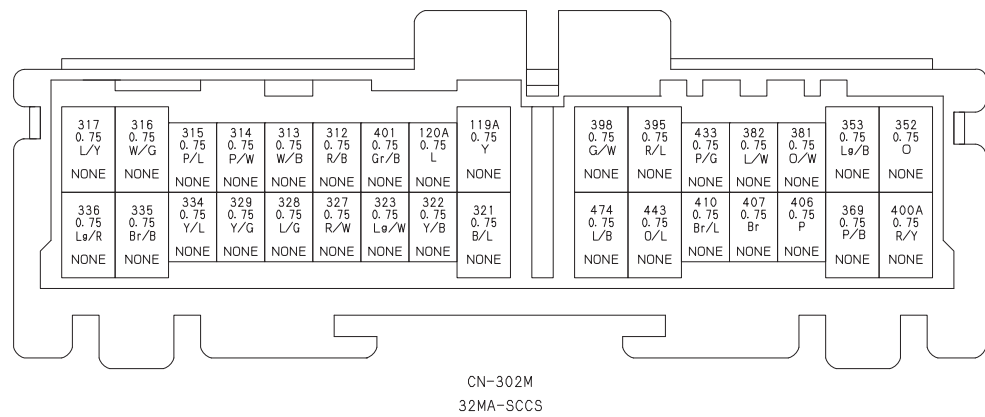 317 316 315 314 313 312 401 120A 119A 398 395 433 382 381 353 352
0.75 0.75 0.75 0.75 0.75 0.75 0.75 0.75 0.75 0.75 0.75 0.75 0.75 0.75 0.75 0.75
L/Y W/G P/L P/W W/B R/B Gr/B L Y G/W R/L P/G L/W O/W Lg/B O
NONE NONE NONE NONE NONE NONE NONE NONE NONE NONE NONE NONE NONE NONE NONE NONE
336 335 334 329 328 327 323 322 321 474 443 410 407 406 369 400A
0.75 0.75 0.75 0.75 0.75 0.75 0.75 0.75 0.75 0.75 0.75 0.75 0.75 0.75 0.75 0.75
Lg/R Br/B Y/L Y/G L/G R/W Lg/W Y/B B/L L/B O/L Br/L Br P P/B R/Y
NONE NONE NONE NONE NONE NONE NONE NONE NONE NONE NONE NONE NONE NONE NONE NONE
CN-302M
32MA-SCCS